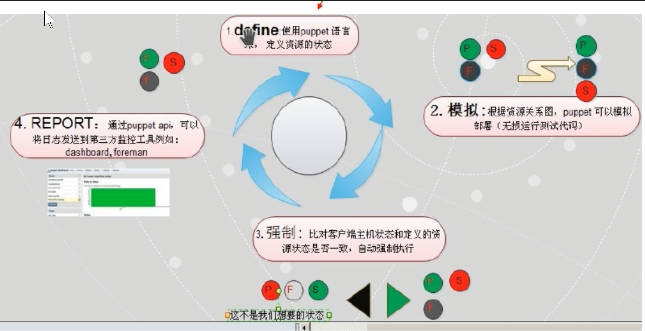 1.define 使用puppet 语言
来， 定义资源的状态
P
S
F
P
S
F
P
F
S
2. 模拟：根据资源关系图，puppet 可以模拟
部署（无损运行测试代码）
4. REPORT：通过puppet api，可以
将日志发送到第三方监控工具例如：
dashboard,foreman
3.强制：比对客户端主机状态和定义的资
源状态是否一致，自动强制执行
P
F
S
P
S
F
这不是我们想要的状态